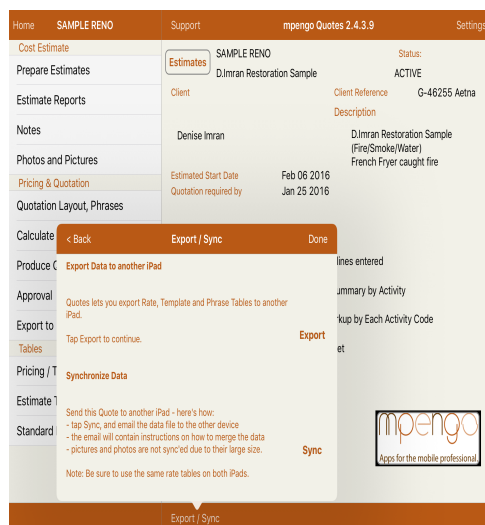 Home SAMPLE RENO Support mpengo Quotes 2.4.3.9 Settings
Cost Estimate
Prepare Estimates
Estimate Reports
Notes
Photos and Pictures
Pricing & Quotation
Quotation Layout, Phrases
Calculate
Produce
Approval
Export to
Tables
Pricing / T
Estimate T
Standard
Estimates
SAMPLE RENO
D.Imran Restoration Sample
Status:
ACTIVE
Client
Client Reference G-46255 Aetna
Description
Denise Imran
D.Imran Restoration Sample
(Fire/Smoke/Water)
French Fryer caught fire
Estimated Start Date Feb 06 2016
Quotation required by Jan 25 2016
lines entered
ummary by Activity
rkup by Each Activity Code
et
< Back Export / Sync Done
Export Data to another iPad
Quotes lets you export Rate, Template and Phrase Tables to another
iPad.
Tap Export to continue.
Export
Synchronize Data
Send this Quote to another iPad - here's how:
- tap Sync, and email the data file to the other device
- the email will contain instructions on how to merge the data
- pictures and photos are not sync'ed due to their large size.
Sync
Note: Be sure to use the same rate tables on both iPads.
mpengo
Apps for the mobile professional
Export / Sync